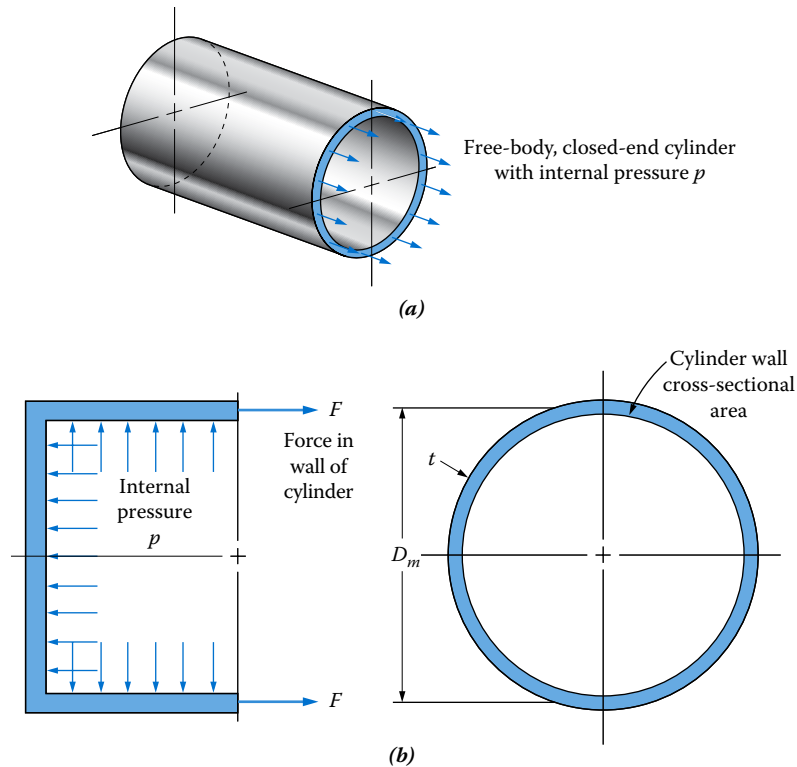 Free-body, closed-end cylinder
with internal pressure p
(a)
F
Force in
wall of
cylinder
Internal
pressure
p
F
Cylinder wall
cross-sectional
area
t
Dm
(b)